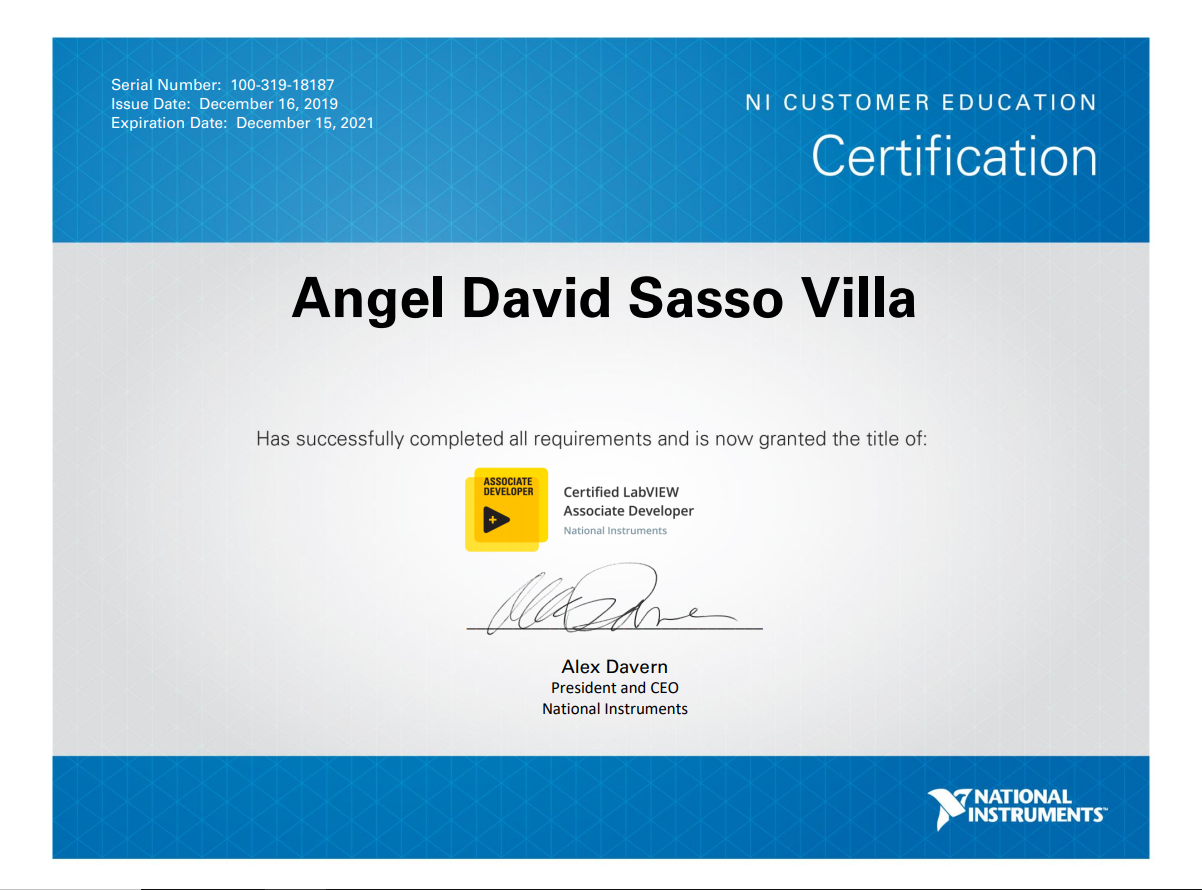 Serial Number: 100-319-18187
Issue Date: December 16, 2019
Expiration Date: December 15, 2021
NI CUSTOMER EDUCATION
Certification
Angel David Sasso Villa
Has successfully completed all requirements and is now granted the title of:
ASSOCIATE
DEVELOPER
Certified LabVIEW
Associate Developer
National Instruments
Alex Davern
Alex Davern
President and CEO
National Instruments
NATIONAL
INSTRUMENTS™